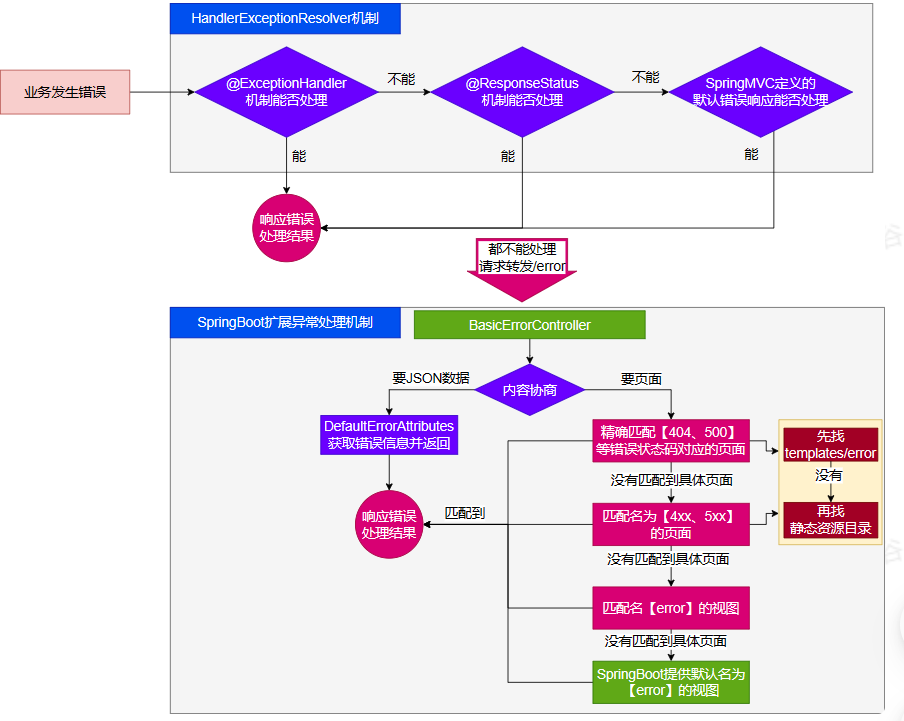 HandlerExceptionResolver机制
业务发生错误
@ExceptionHandler
机制能否处理
不能
@ResponseStatus
机制能否处理
不能
SpringMVC定义的
默认错误响应能否处理
能
能
能
响应错误
处理结果
都不能处理
请求转发/error
SpringBoot扩展异常处理机制
BasicErrorController
要JSON数据
内容协商
要页面
DefaultErrorAttributes
获取错误信息并返回
精确匹配【404、500】
等错误状态码对应的页面
先找
templates/error
没有匹配到具体页面
没有
响应错误
处理结果
匹配到
匹配名为【4xx、5xx】
的页面
再找
静态资源目录
没有匹配到具体页面
匹配名【error】的视图
没有匹配到具体页面
SpringBoot提供默认名为
【error】的视图